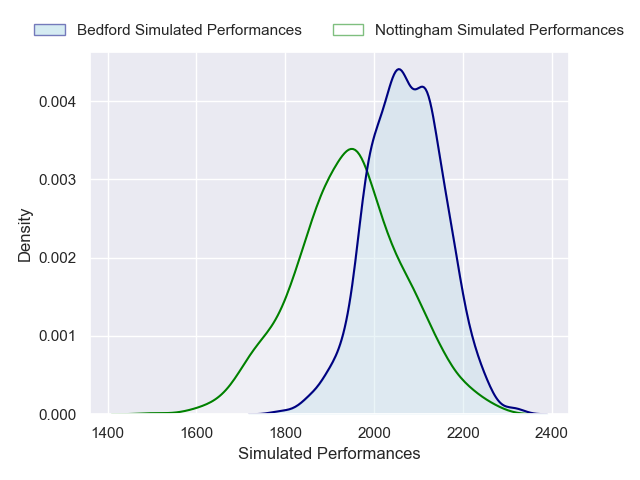 Bedford Simulated Performances Nottingham Simulated Performances
0.004
0.003
0.002
0.001
0.000
Density
1400 1600 1800 2000 2200 2400
Simulated Performances